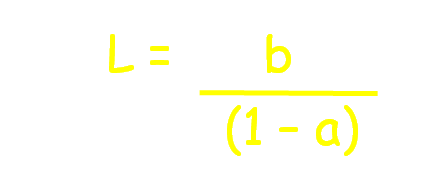 L = b
(1 - a)